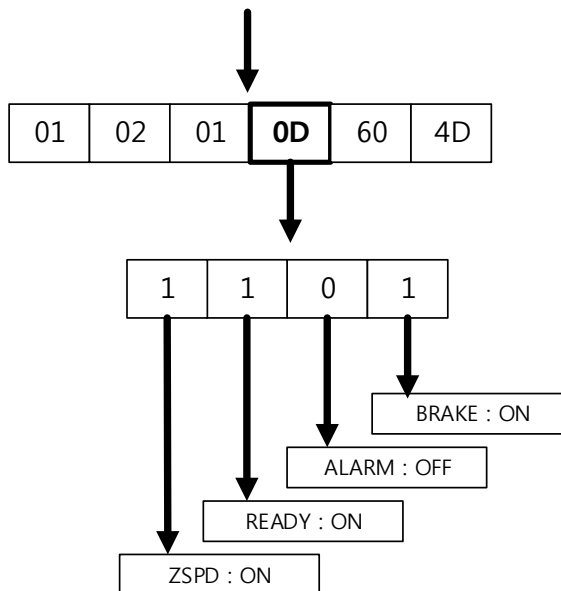 01 02 01 0D 60 4D
1 1 0 1
BRAKE : ON
ALARM : OFF
READY : ON
ZSPD : ON